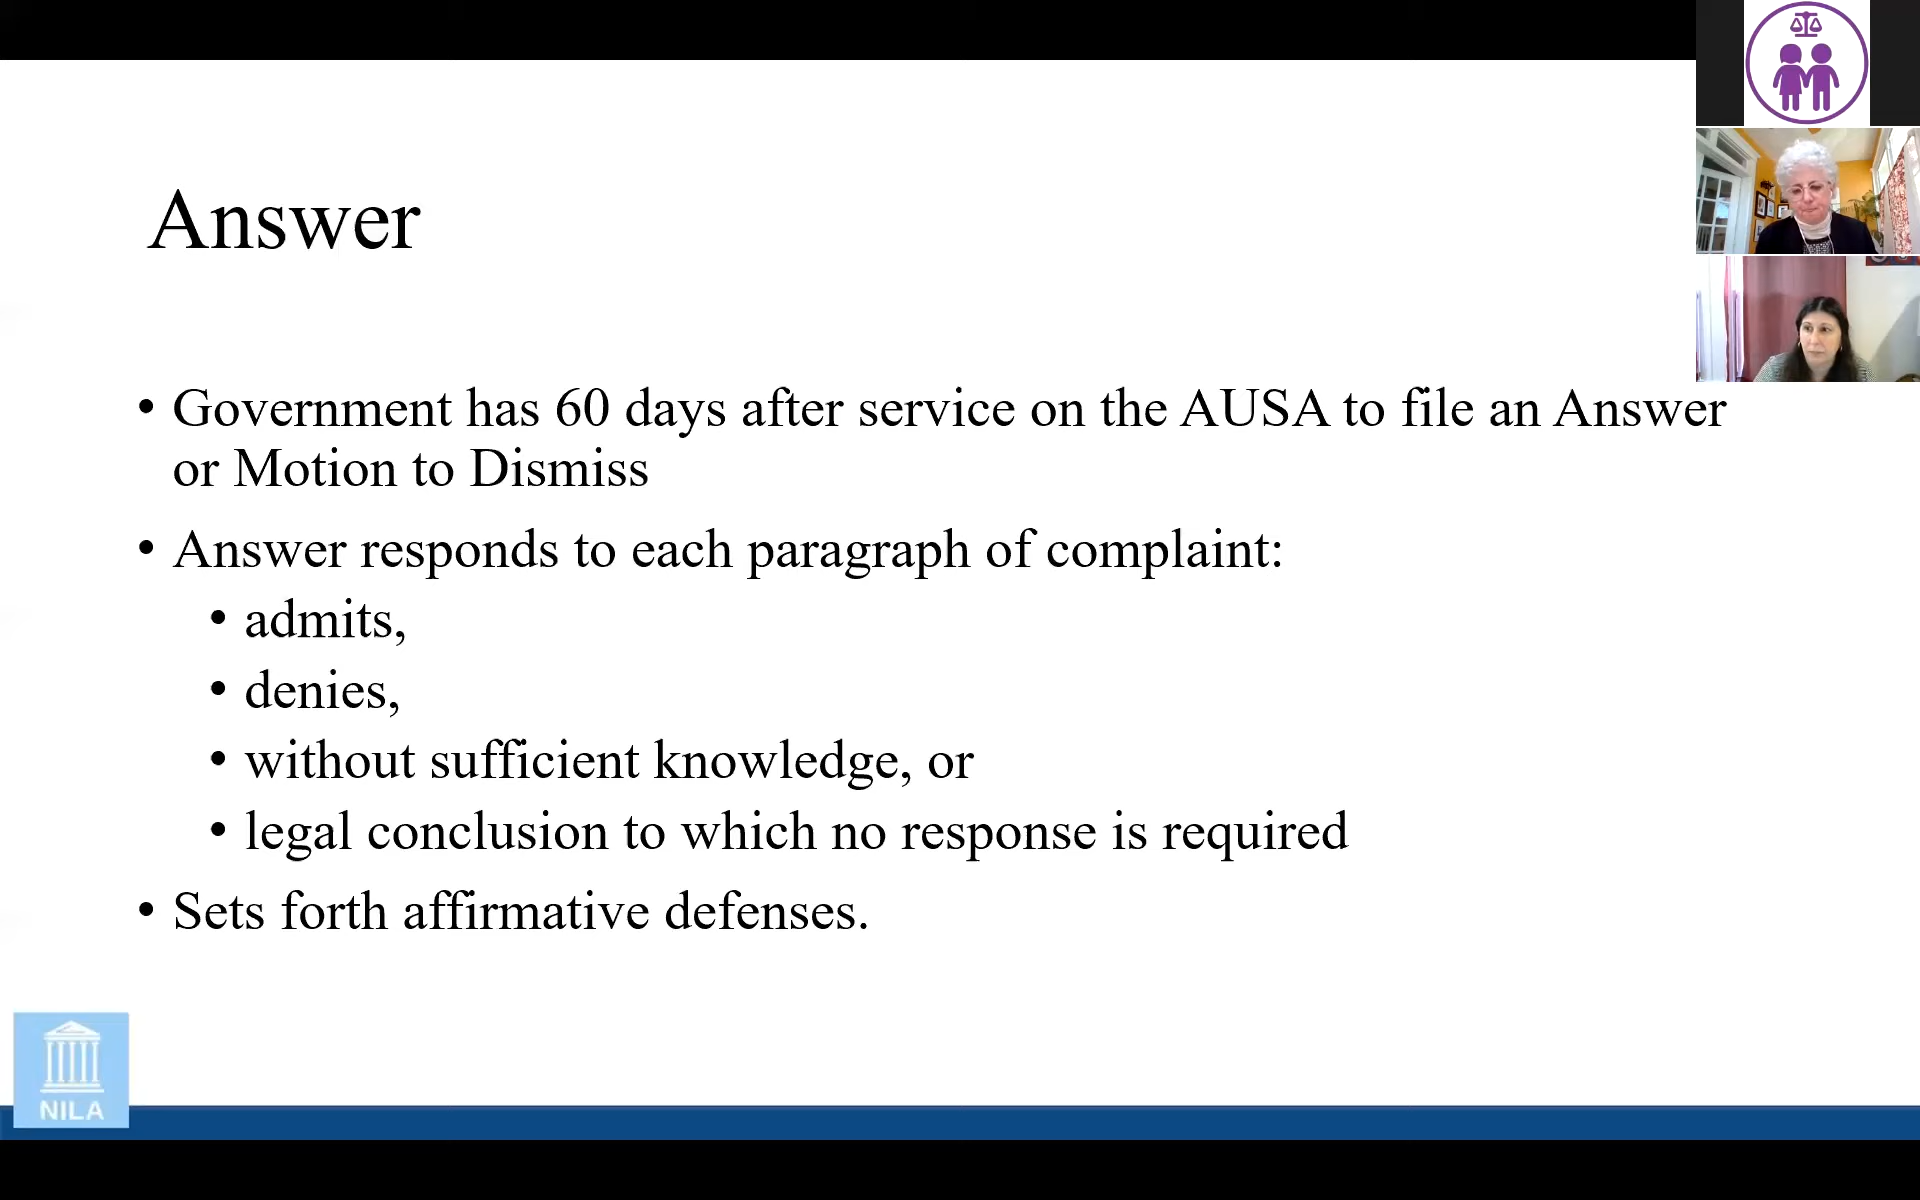 Answer
• Government has 60 days after service on the AUSA to file an Answer
or Motion to Dismiss
• Answer responds to each paragraph of complaint:
• admits,
• denies,
• without sufficient knowledge, or
• legal conclusion to which no response is required
• Sets forth affirmative defenses.
NILA